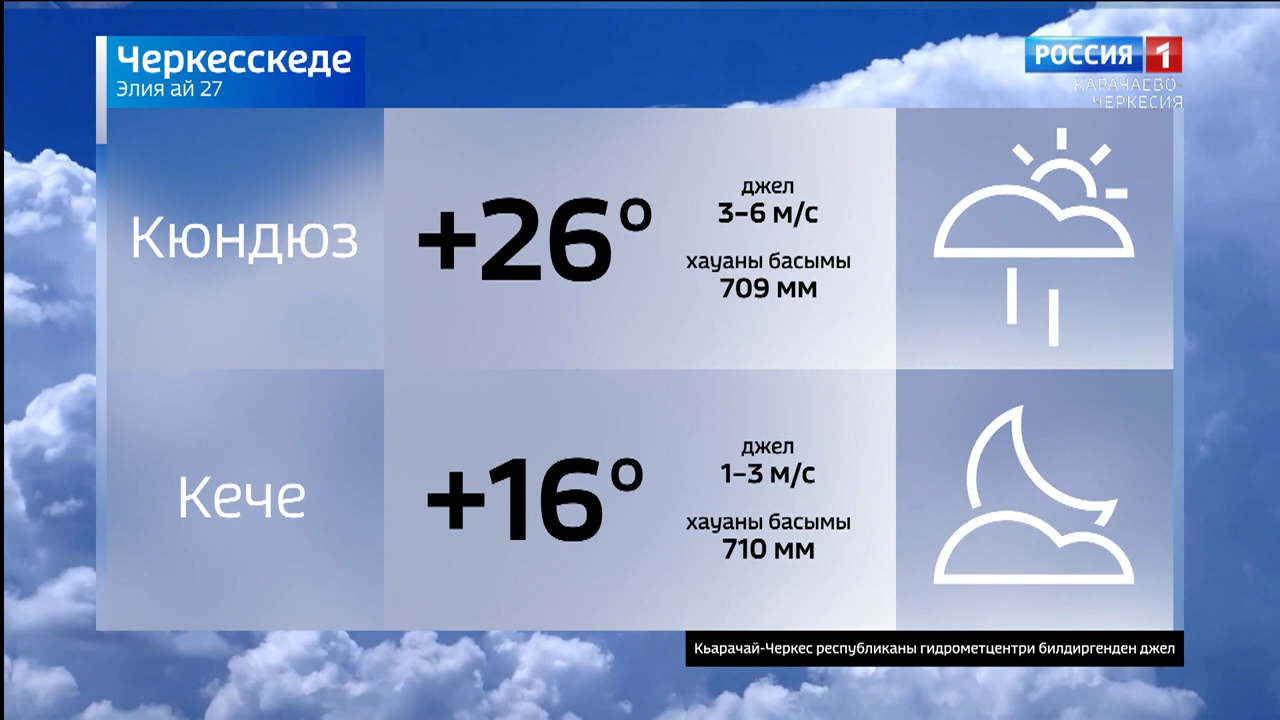 Черкесскеде
Элия ай 27
РОССИЯ 1
КАРАЧАЕВО-
ЧЕРКЕСИЯ
Кюндюз
+26°
джел
3-6 м/с
хауаны басымы
709 мм
Кече
+16°
джел
1-3 м/с
хауаны басымы
710 мм
Кьарачай-Черкес республиканы гидрометцентри билдиргенден джел